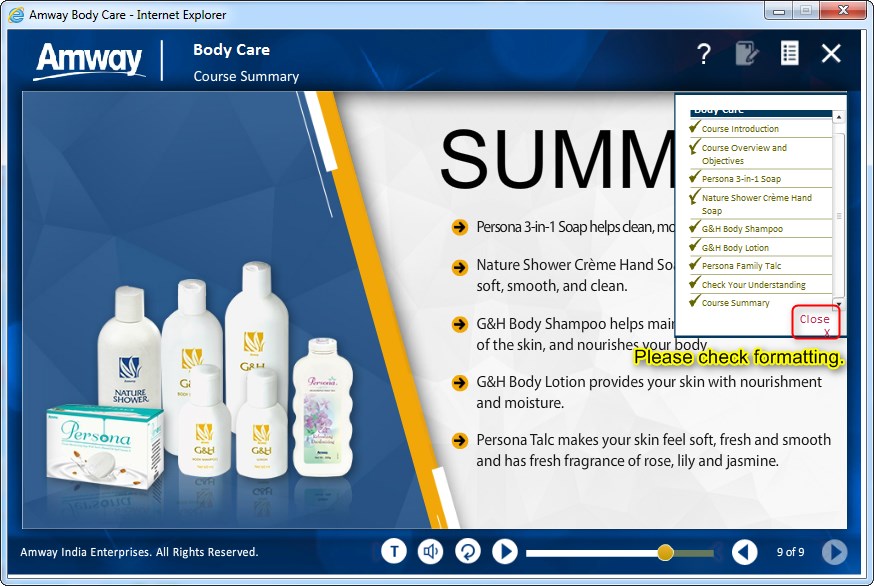 Amway Body Care - Internet Explorer
Amway
Body Care
Course Summary
?
SUMM
Persona 3-in-1 Soap helps clean, mo
Nature Shower Crème Hand Soa
soft, smooth, and clean.
G&H Body Shampoo helps main
of the skin, and nourishes your body
G&H Body Lotion provides your skin with nourishment
and moisture.
Persona Talc makes your skin feel soft, fresh and smooth
and has fresh fragrance of rose, lily and jasmine.
Body Care
Course Introduction
Course Overview and
Objectives
Persona 3-in-1 Soap
Nature Shower Crème Hand
Soap
G&H Body Shampoo
G&H Body Lotion
Persona Family Talc
Check Your Understanding
Course Summary
Close
X
Please check formatting.
NATURE
SHOWER
G&H
G&H
G&H
Persona
Persona
Amway India Enterprises. All Rights Reserved.
T
9 of 9